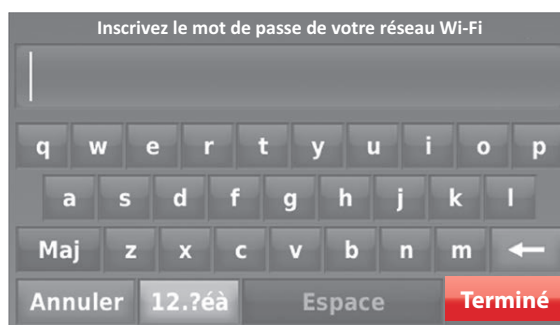 Inscrivez le mot de passe de votre réseau Wi-Fi
q w e r t y u i o p
a s d f g h j k l
Maj z x c v b n m ←
Annuler 12.?éà Espace Terminé